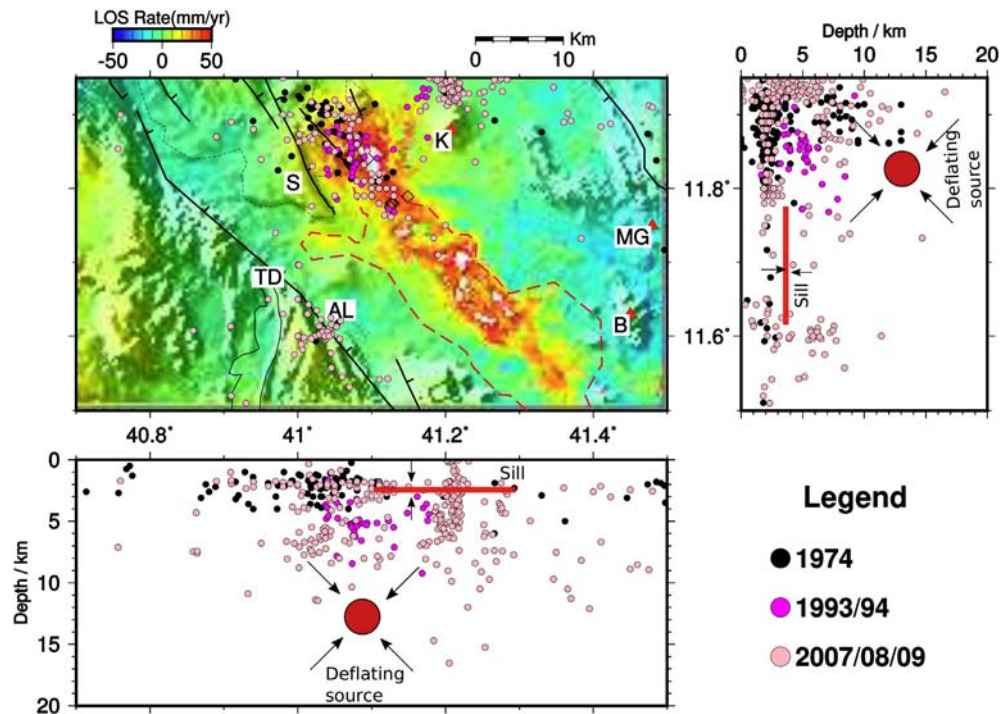 LOS Rate(mm/yr)
-50 0 50
Km
0 10
Depth / km
0 5 10 15 20
K
S
MG
TD
AL
B
11.8°
11.6°
Deflating
source
Sill
40.8° 41° 41.2° 41.4°
Depth / km
0
5
10
15
20
Sill
Deflating
source
Legend
1974
1993/94
2007/08/09